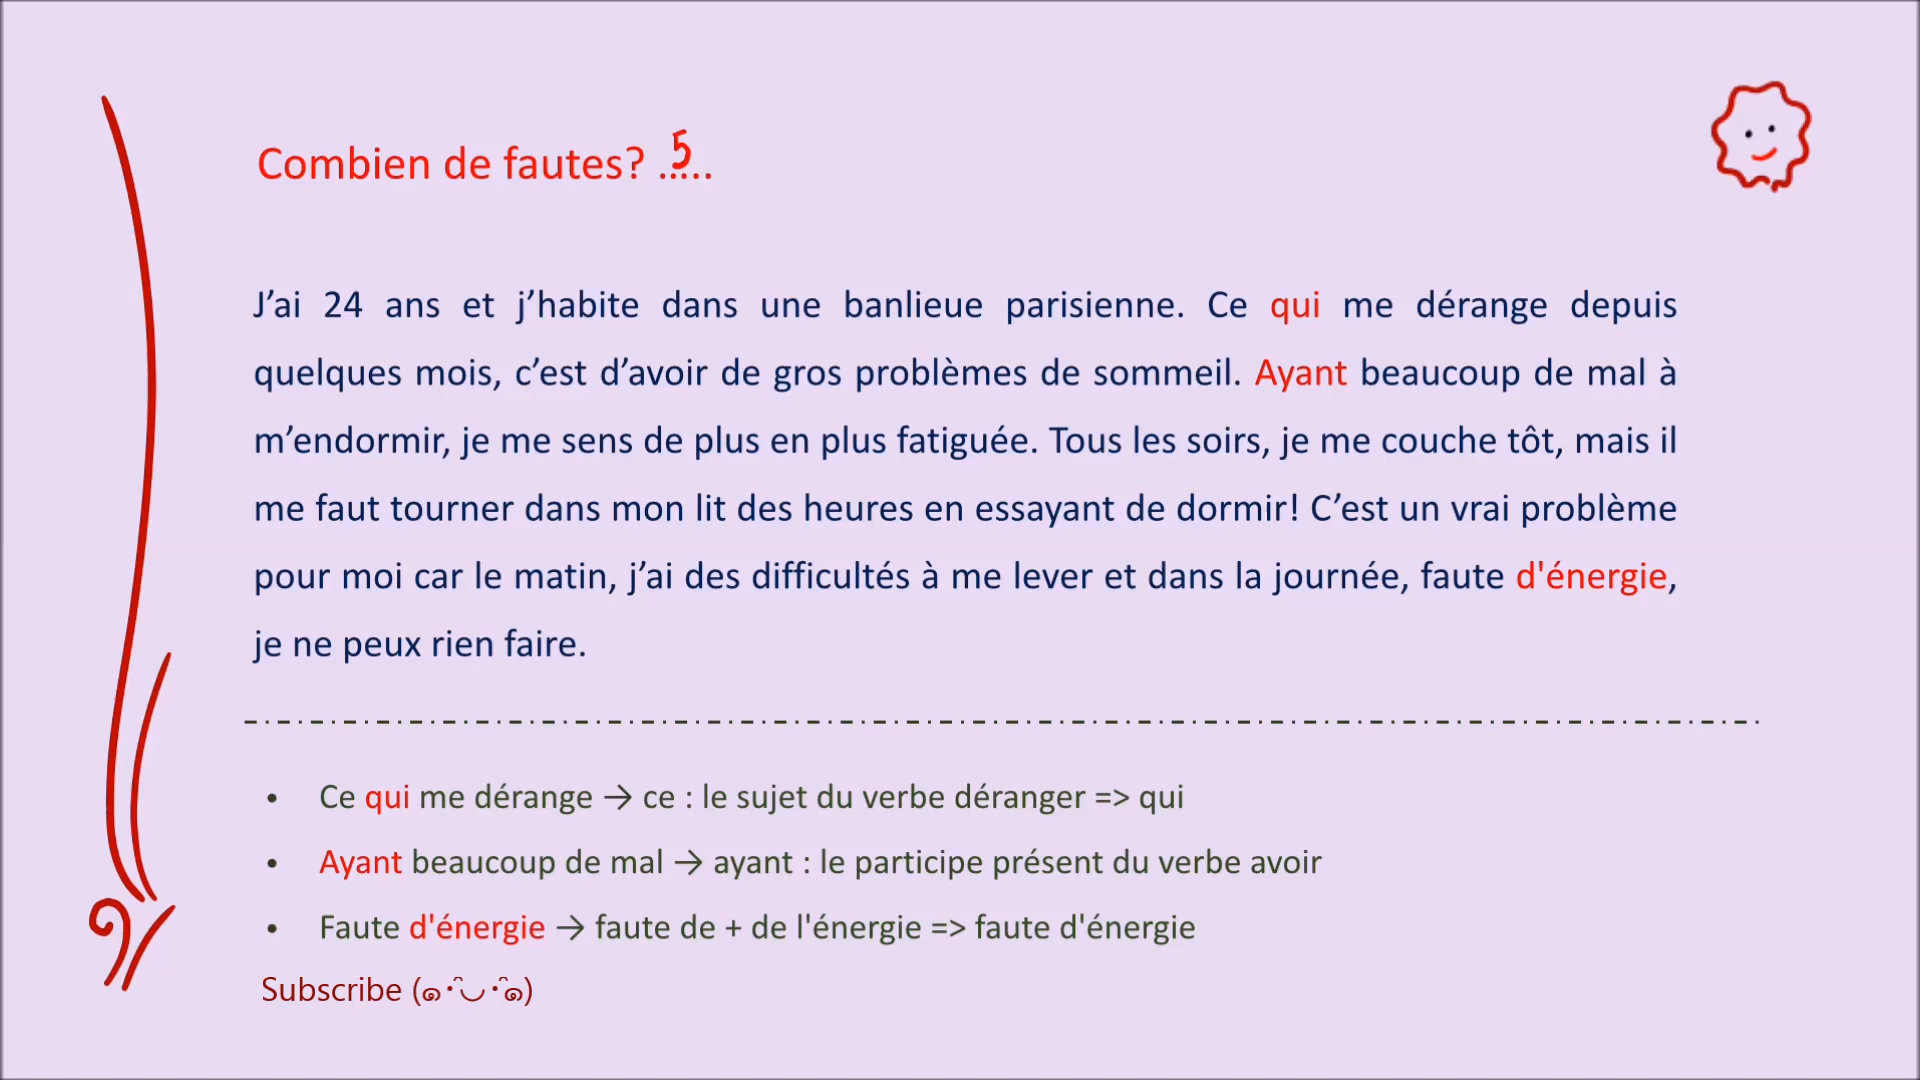 Combien de fautes? ..5...
J’ai 24 ans et j’habite dans une banlieue parisienne. Ce qui me dérange depuis
quelques mois, c’est d’avoir de gros problèmes de sommeil. Ayant beaucoup de mal à
m’endormir, je me sens de plus en plus fatiguée. Tous les soirs, je me couche tôt, mais il
me faut tourner dans mon lit des heures en essayant de dormir! C’est un vrai problème
pour moi car le matin, j’ai des difficultés à me lever et dans la journée, faute d'énergie,
je ne peux rien faire.
• Ce qui me dérange → ce : le sujet du verbe déranger => qui
• Ayant beaucoup de mal → ayant : le participe présent du verbe avoir
• Faute d'énergie → faute de + de l'énergie => faute d'énergie
Subscribe (๑･̑◡･̑๑)